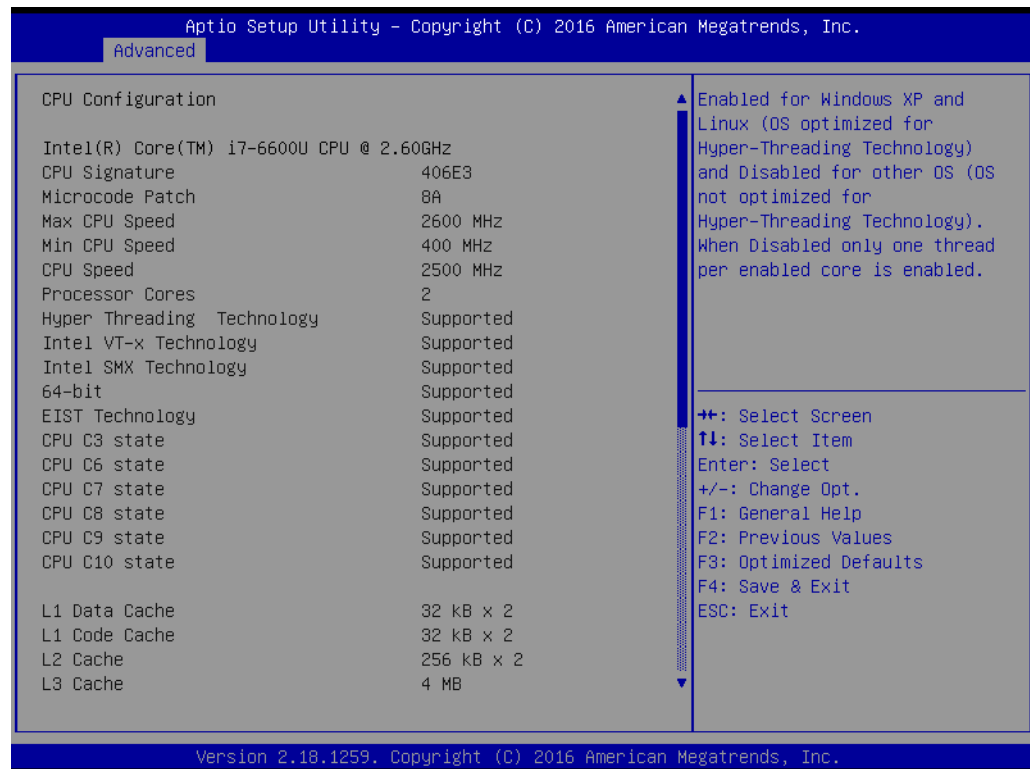 Aptio Setup Utility – Copyright (C) 2016 American Megatrends, Inc.
Advanced
CPU Configuration
Intel(R) Core(TM) i7-6600U CPU @ 2.60GHz
CPU Signature 406E3
Microcode Patch 8A
Max CPU Speed 2600 MHz
Min CPU Speed 400 MHz
CPU Speed 2500 MHz
Processor Cores 2
Hyper Threading Technology Supported
Intel VT-x Technology Supported
Intel SMX Technology Supported
64-bit Supported
EIST Technology Supported
CPU C3 state Supported
CPU C6 state Supported
CPU C7 state Supported
CPU C8 state Supported
CPU C9 state Supported
CPU C10 state Supported
L1 Data Cache 32 kB x 2
L1 Code Cache 32 kB x 2
L2 Cache 256 kB x 2
L3 Cache 4 MB
Enabled for Windows XP and
Linux (OS optimized for
Hyper-Threading Technology)
and Disabled for other OS (OS
not optimized for
Hyper-Threading Technology).
When Disabled only one thread
per enabled core is enabled.
→←: Select Screen
↑↓: Select Item
Enter: Select
+/-: Change Opt.
F1: General Help
F2: Previous Values
F3: Optimized Defaults
F4: Save & Exit
ESC: Exit
Version 2.18.1259. Copyright (C) 2016 American Megatrends, Inc.